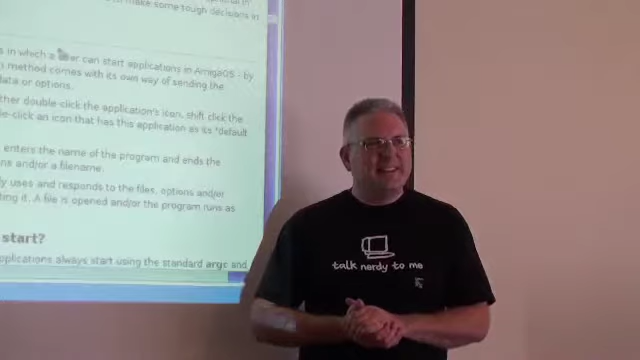 to make some tough decisions in
s in which a user can start applications in AmigaOS - by
method comes with its own way of sending the
data or options.
ther double-click the application's icon, shift click the
le-click an icon that has this application as its "default
enters the name of the program and ends the
ns and/or a filename.
ly uses and responds to the files, options and/or
ting it. A file is opened and/or the program runs as
start?
pplications always start using the standard argc and
talk nerdy to me